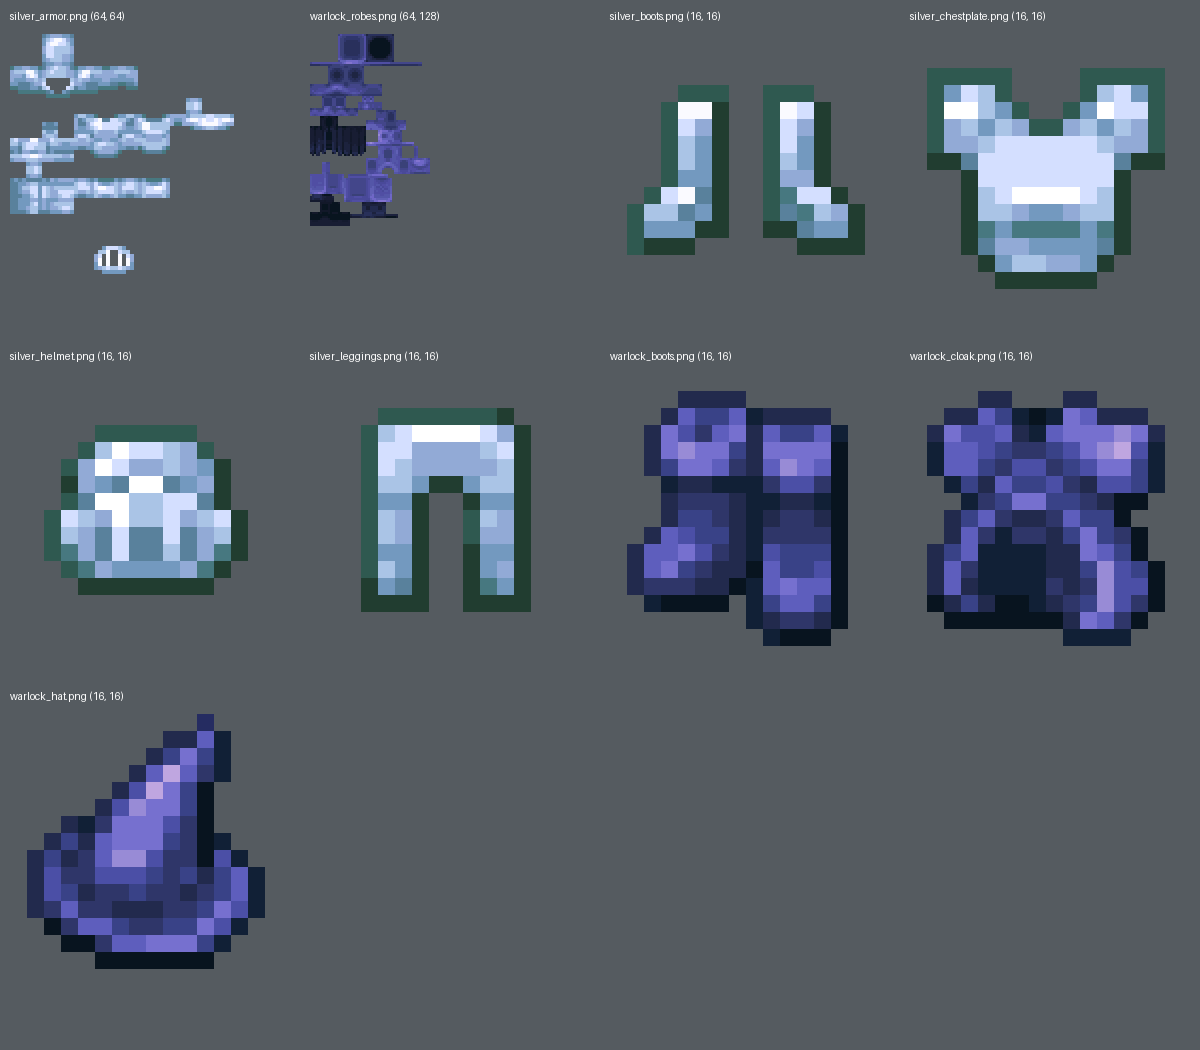 silver_armor.png (64, 64)
warlock_robes.png (64, 128)
silver_boots.png (16, 16)
silver_chestplate.png (16, 16)
silver_helmet.png (16, 16)
silver_leggings.png (16, 16)
warlock_boots.png (16, 16)
warlock_cloak.png (16, 16)
warlock_hat.png (16, 16)